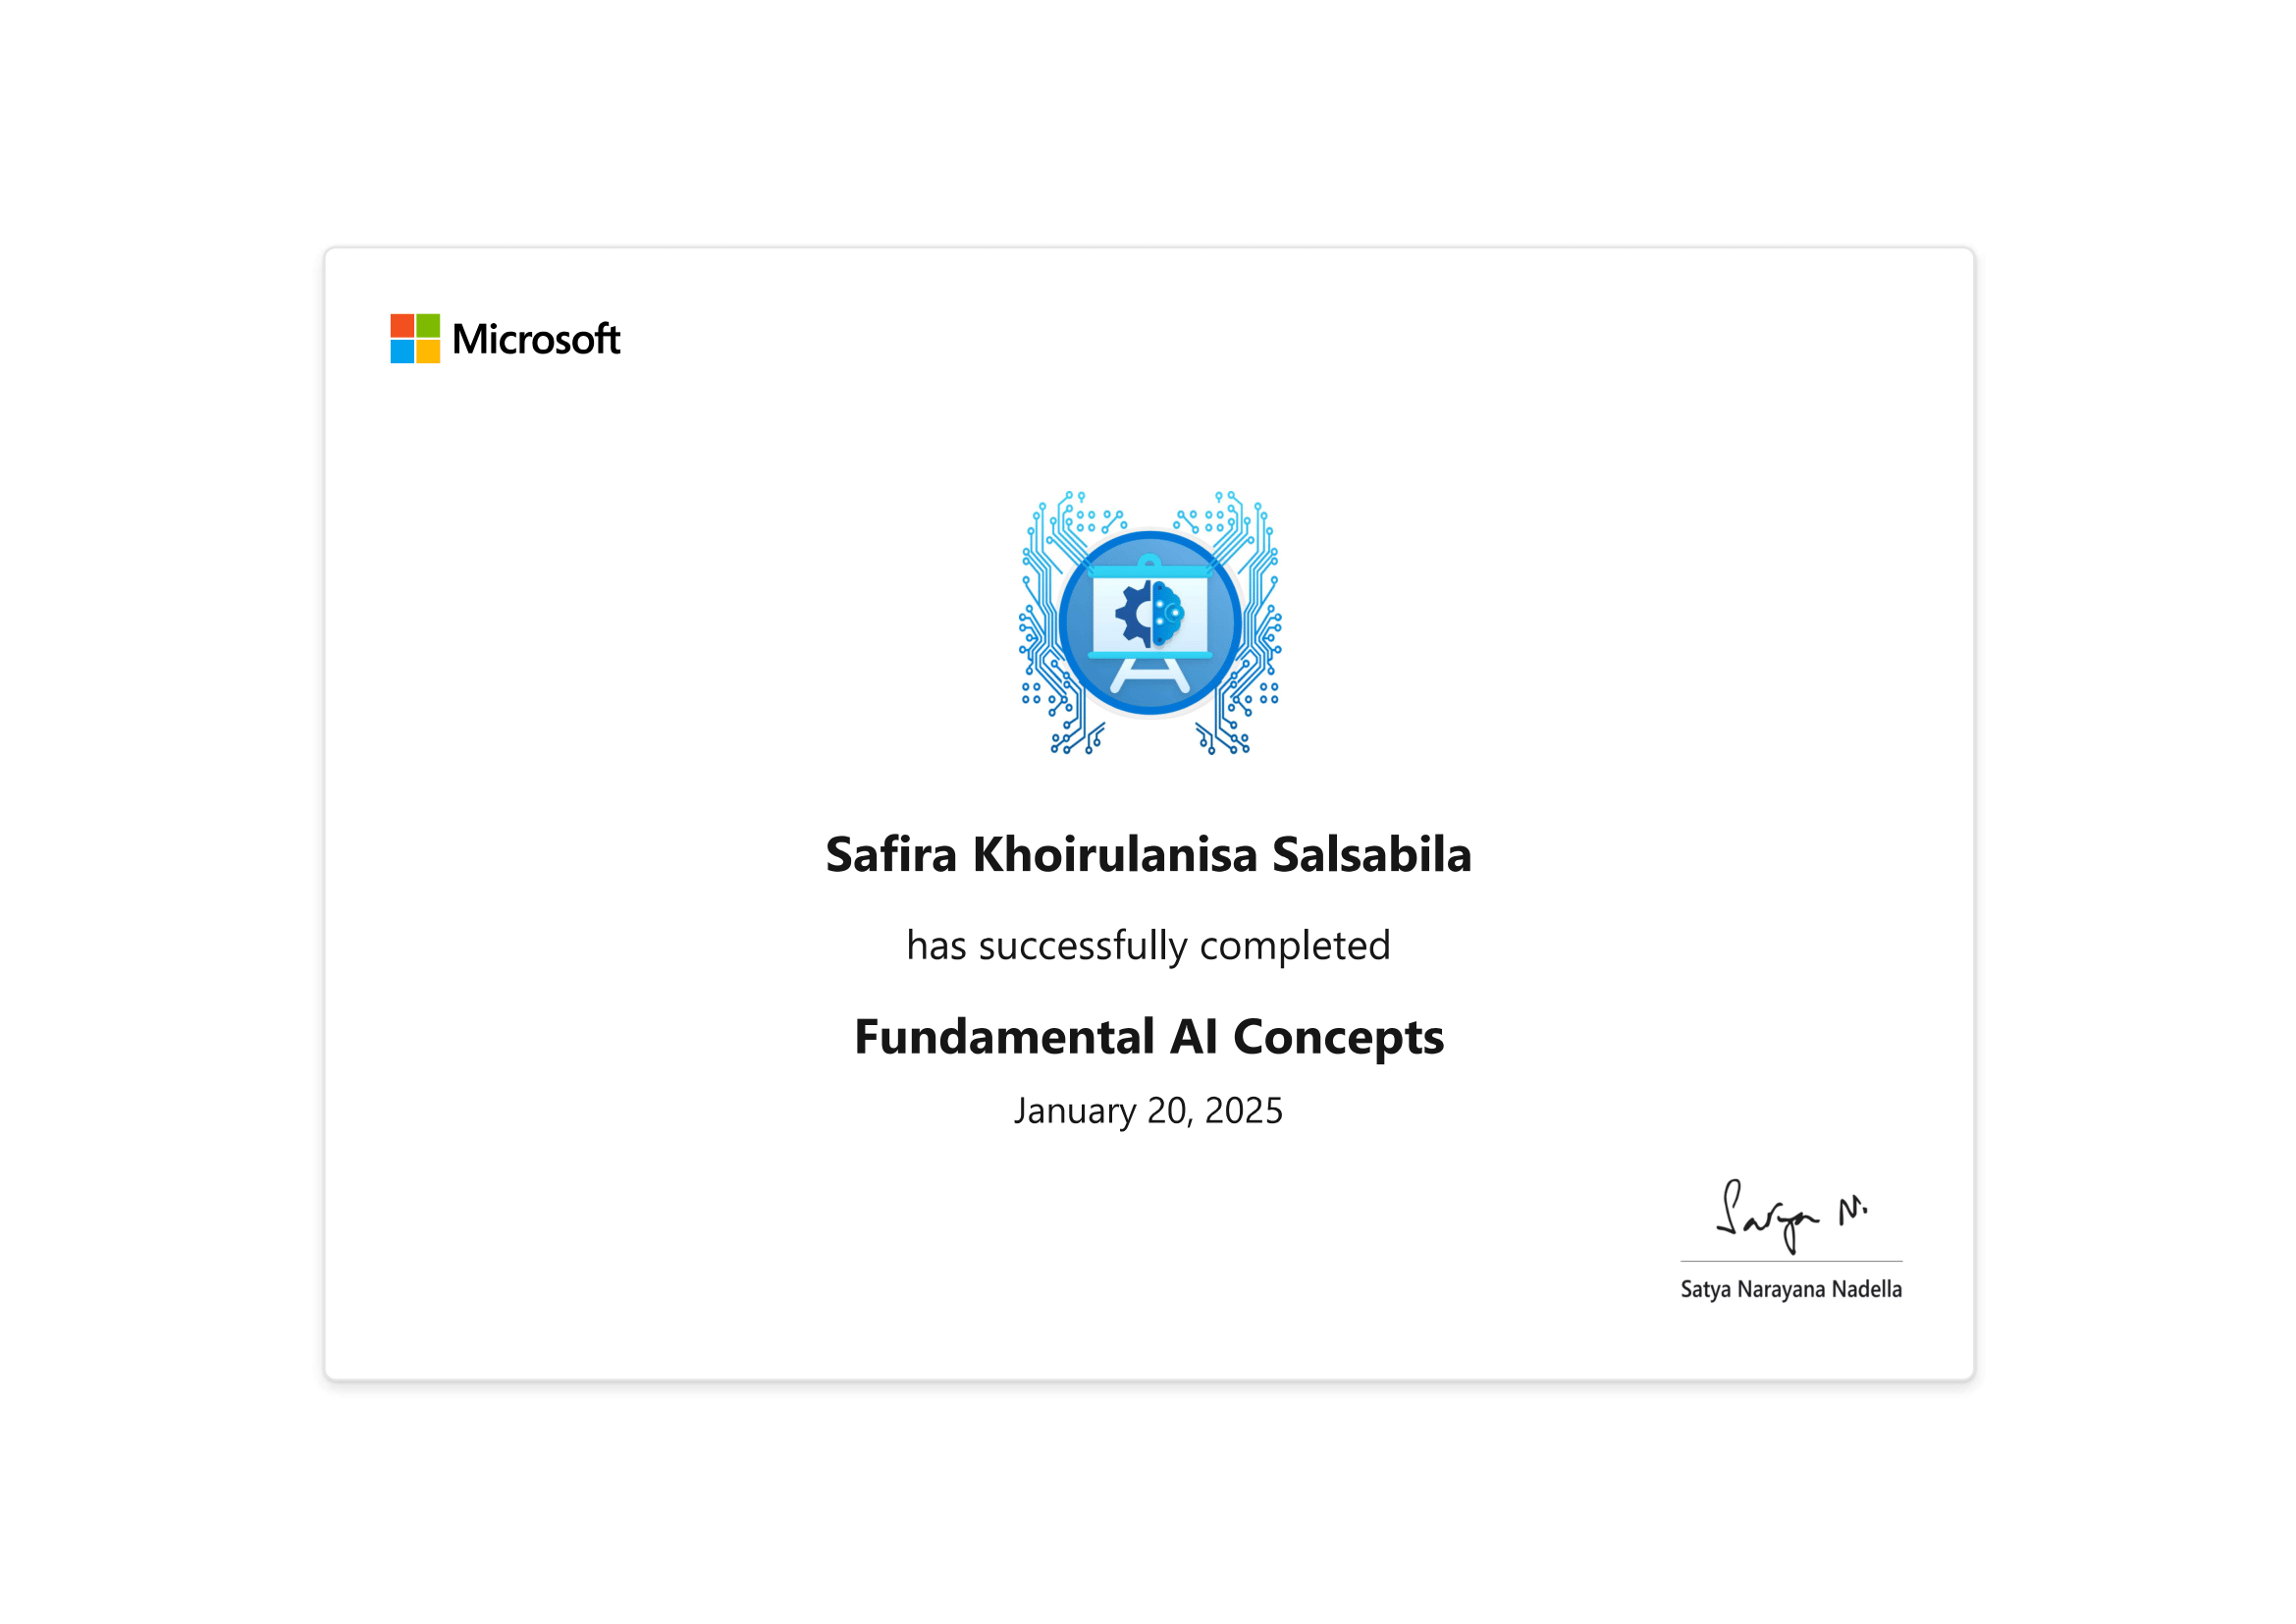 Microsoft
Safira Khoirulanisa Salsabila
has successfully completed
Fundamental AI Concepts
January 20, 2025
Satya N.
Satya Narayana Nadella